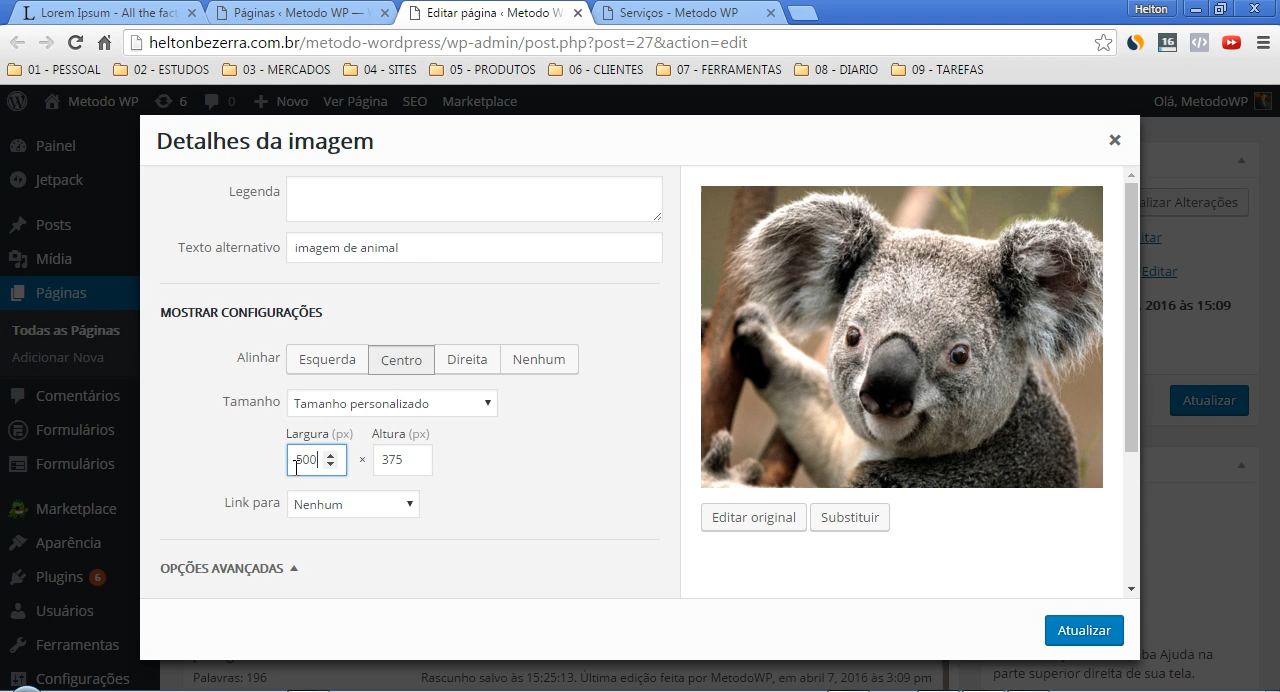 Lorem Ipsum - All the fact
Páginas ‹ Metodo WP —
Editar página ‹ Metodo W
Serviços - Metodo WP
Helton
heltonbezerra.com.br/metodo-wordpress/wp-admin/post.php?post=27&action=edit
16
01 - PESSOAL
02 - ESTUDOS
03 - MERCADOS
04 - SITES
05 - PRODUTOS
06 - CLIENTES
07 - FERRAMENTAS
08 - DIARIO
09 - TAREFAS
Metodo WP
6
0
Novo
Ver Página
SEO
Marketplace
Olá, MetodoWP
Painel
Jetpack
Posts
Mídia
Páginas
Todas as Páginas
Adicionar Nova
Comentários
Formulários
Formulários
Marketplace
Aparência
Plugins 6
Usuários
Ferramentas
Configurações
Detalhes da imagem
Legenda
Texto alternativo
imagem de animal
MOSTRAR CONFIGURAÇÕES
Alinhar
Esquerda
Centro
Direita
Nenhum
Tamanho
Tamanho personalizado
Largura (px)
Altura (px)
500
×
375
Link para
Nenhum
OPÇÕES AVANÇADAS
Editar original
Substituir
Atualizar
alizar Alterações
itar
Editar
2016 às 15:09
Atualizar
Palavras: 196
Rascunho salvo às 15:25:13. Última edição feita por MetodoWP, em abril 7, 2016 às 3:09 pm
ba Ajuda na
parte superior direita de sua tela.